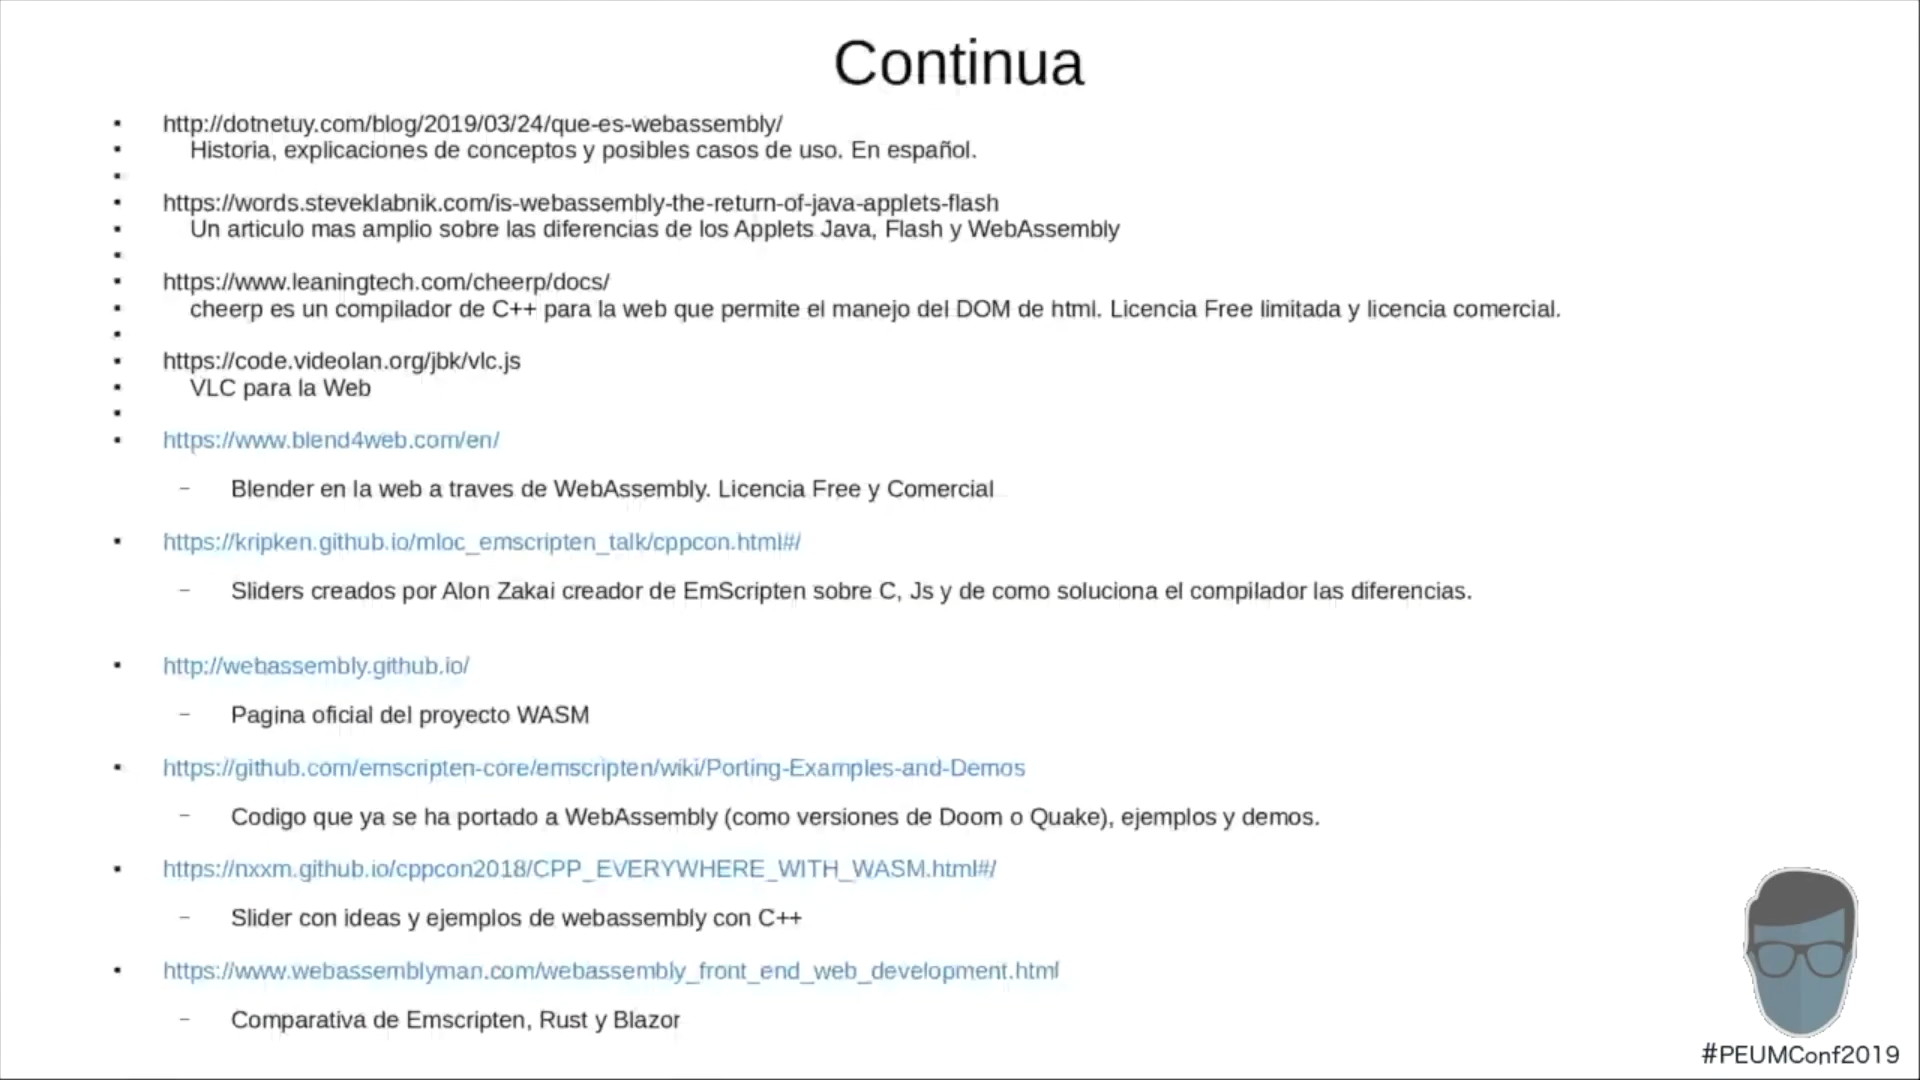 Continua
http://dotnetuy.com/blog/2019/03/24/que-es-webassembly/
Historia, explicaciones de conceptos y posibles casos de uso. En español.
https://words.steveklabnik.com/is-webassembly-the-return-of-java-applets-flash
Un articulo mas amplio sobre las diferencias de los Applets Java, Flash y WebAssembly
https://www.leaningtech.com/cheerp/docs/
cheerp es un compilador de C++ para la web que permite el manejo del DOM de html. Licencia Free limitada y licencia comercial.
https://code.videolan.org/jbk/vlc.js
VLC para la Web
https://www.blend4web.com/en/
– Blender en la web a traves de WebAssembly. Licencia Free y Comercial
https://kripken.github.io/mloc_emscripten_talk/cppcon.html#/
– Sliders creados por Alon Zakai creador de EmScripten sobre C, Js y de como soluciona el compilador las diferencias.
http://webassembly.github.io/
– Pagina oficial del proyecto WASM
https://github.com/emscripten-core/emscripten/wiki/Porting-Examples-and-Demos
– Codigo que ya se ha portado a WebAssembly (como versiones de Doom o Quake), ejemplos y demos.
https://nxxm.github.io/cppcon2018/CPP_EVERYWHERE_WITH_WASM.html#/
– Slider con ideas y ejemplos de webassembly con C++
https://www.webassemblyman.com/webassembly_front_end_web_development.html
– Comparativa de Emscripten, Rust y Blazor
#PEUMConf2019